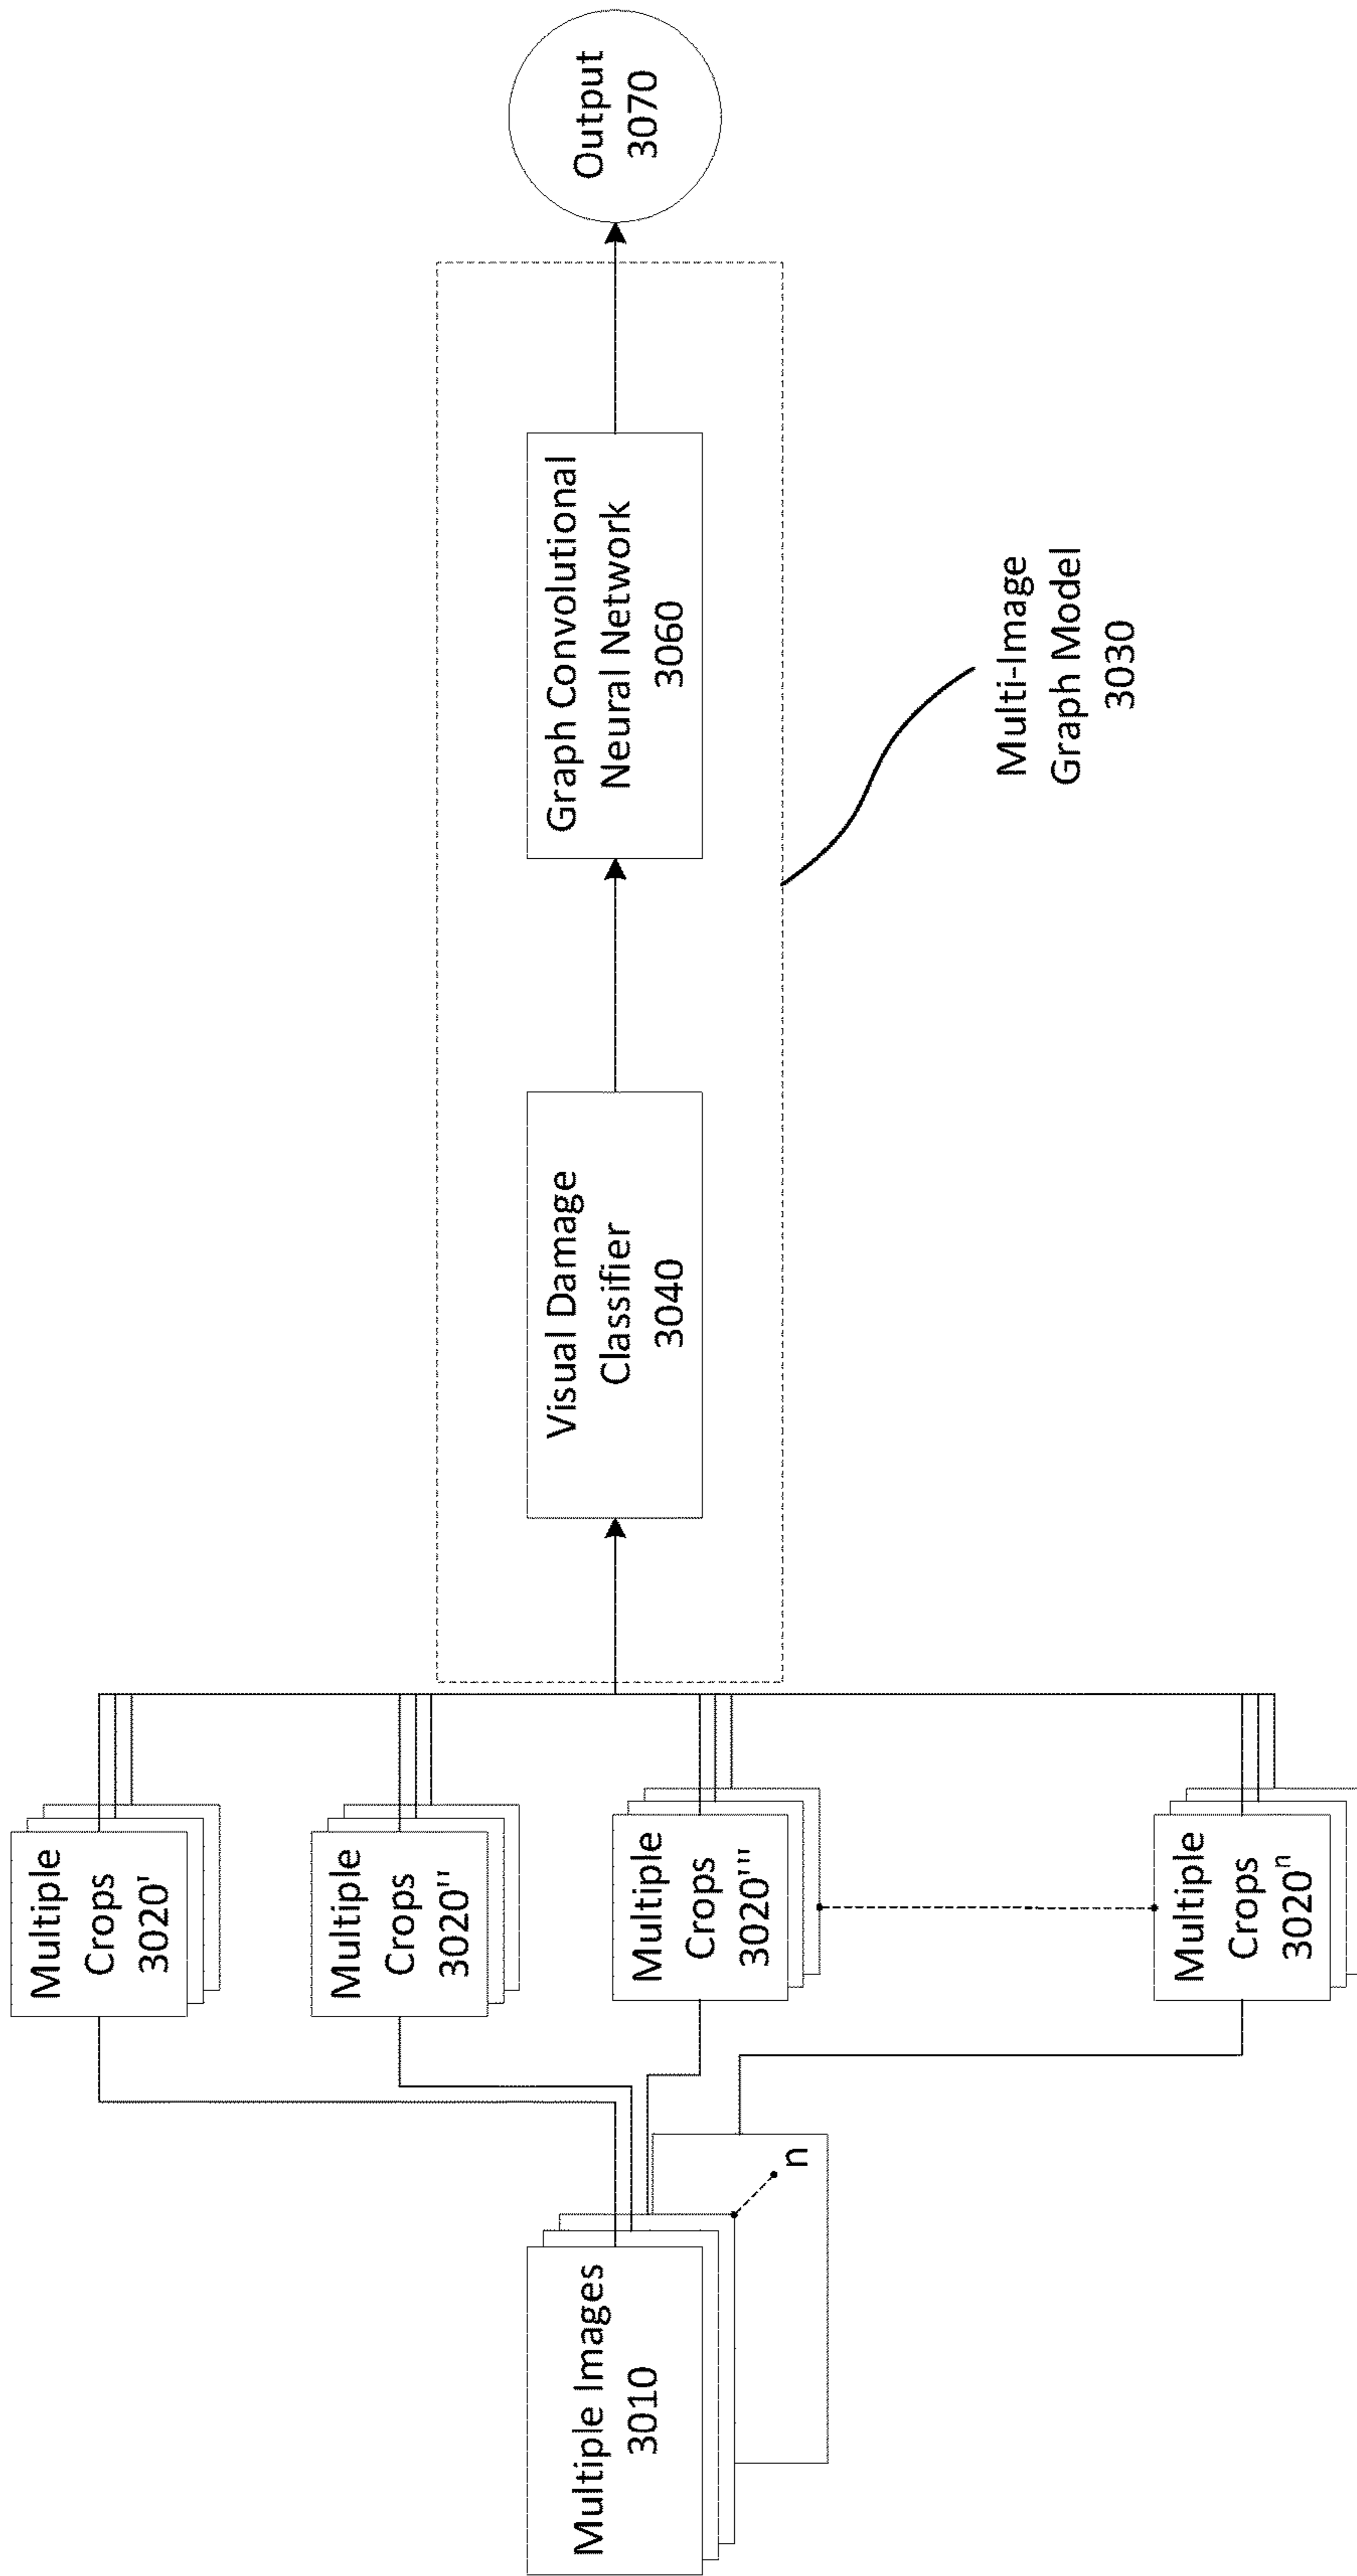 Multiple Images
3010
n
Multiple
Crops
3020'
Multiple
Crops
3020''
Multiple
Crops
3020'''
Multiple
Crops
3020ⁿ
Visual Damage
Classifier
3040
Graph Convolutional
Neural Network
3060
Multi-Image
Graph Model
3030
Output
3070